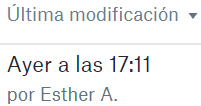 Última modificación
Ayer a las 17:11
por Esther A.